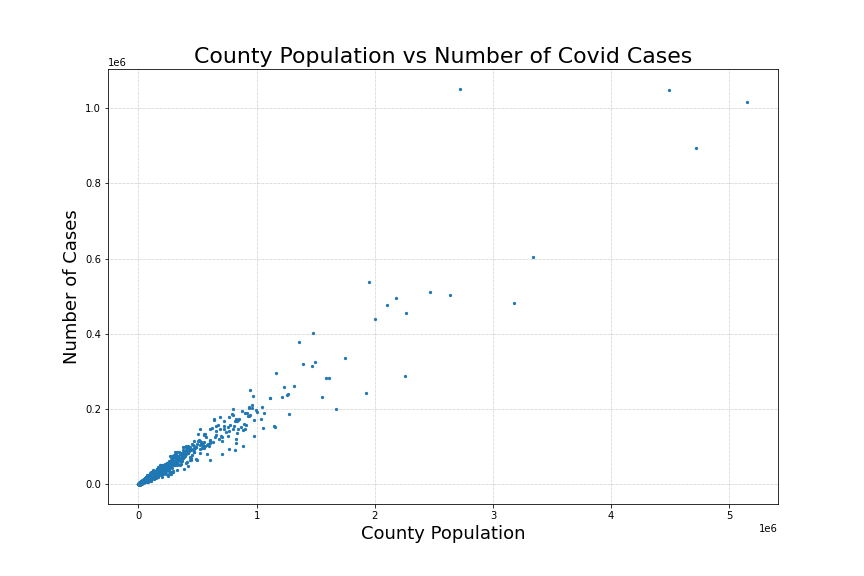 County Population vs Number of Covid Cases
1e6
1.0
0.8
0.6
0.4
0.2
0.0
Number of Cases
0 1 2 3 4 5
1e6
County Population